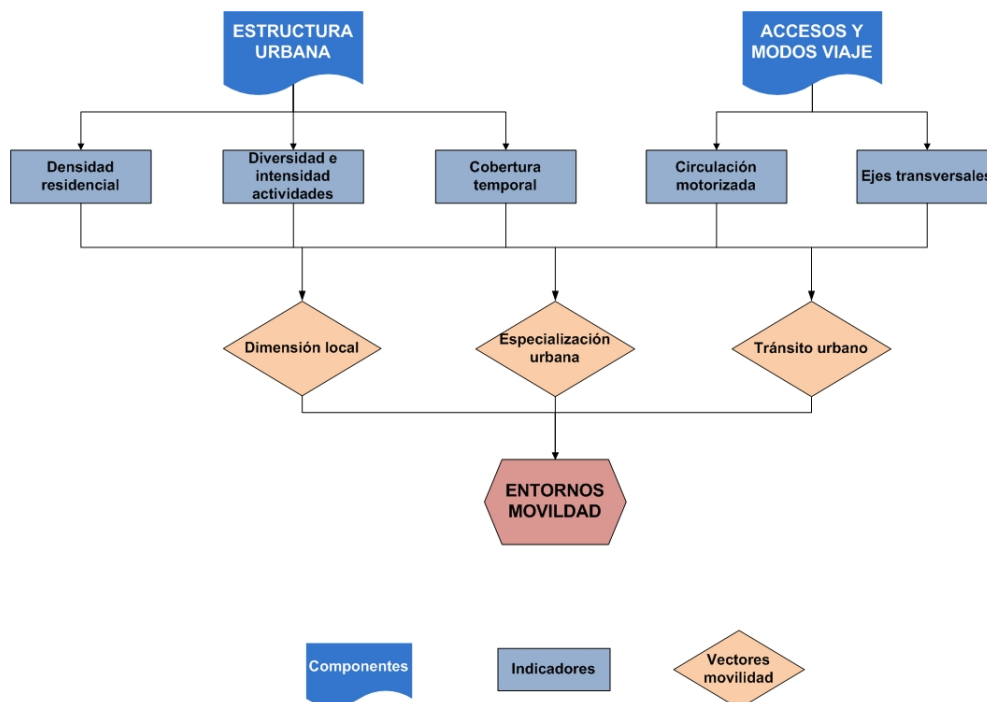 ESTRUCTURA
URBANA
ACCESOS Y
MODOS VIAJE
Densidad
residencial
Diversidad e
intensidad
actividades
Cobertura
temporal
Circulación
motorizada
Ejes transversales
Dimensión local
Especialización
urbana
Tránsito urbano
ENTORNOS
MOVILDAD
Componentes
Indicadores
Vectores
movilidad